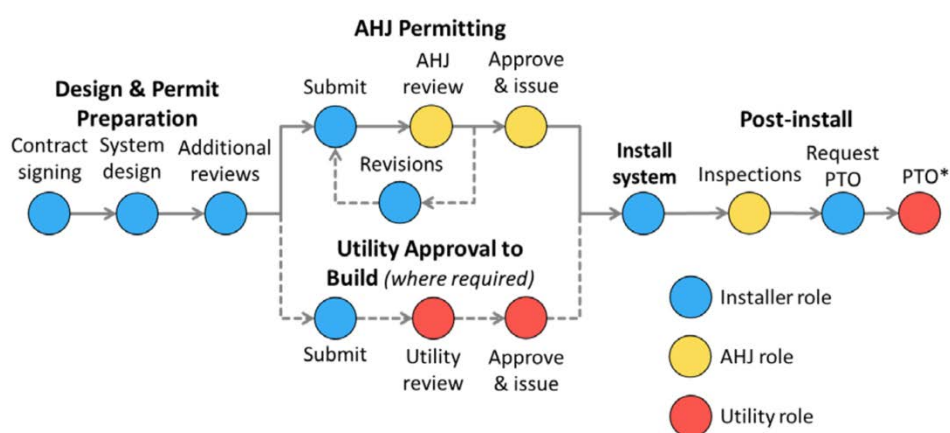 AHJ Permitting
Submit
AHJ
review
Approve
& issue
Design & Permit
Preparation
Contract
signing
System
design
Additional
reviews
Revisions
Install
system
Post-install
Inspections
Request
PTO
PTO*
Utility Approval to
Build (where required)
Submit
Utility
review
Approve
& issue
Installer role
AHJ role
Utility role